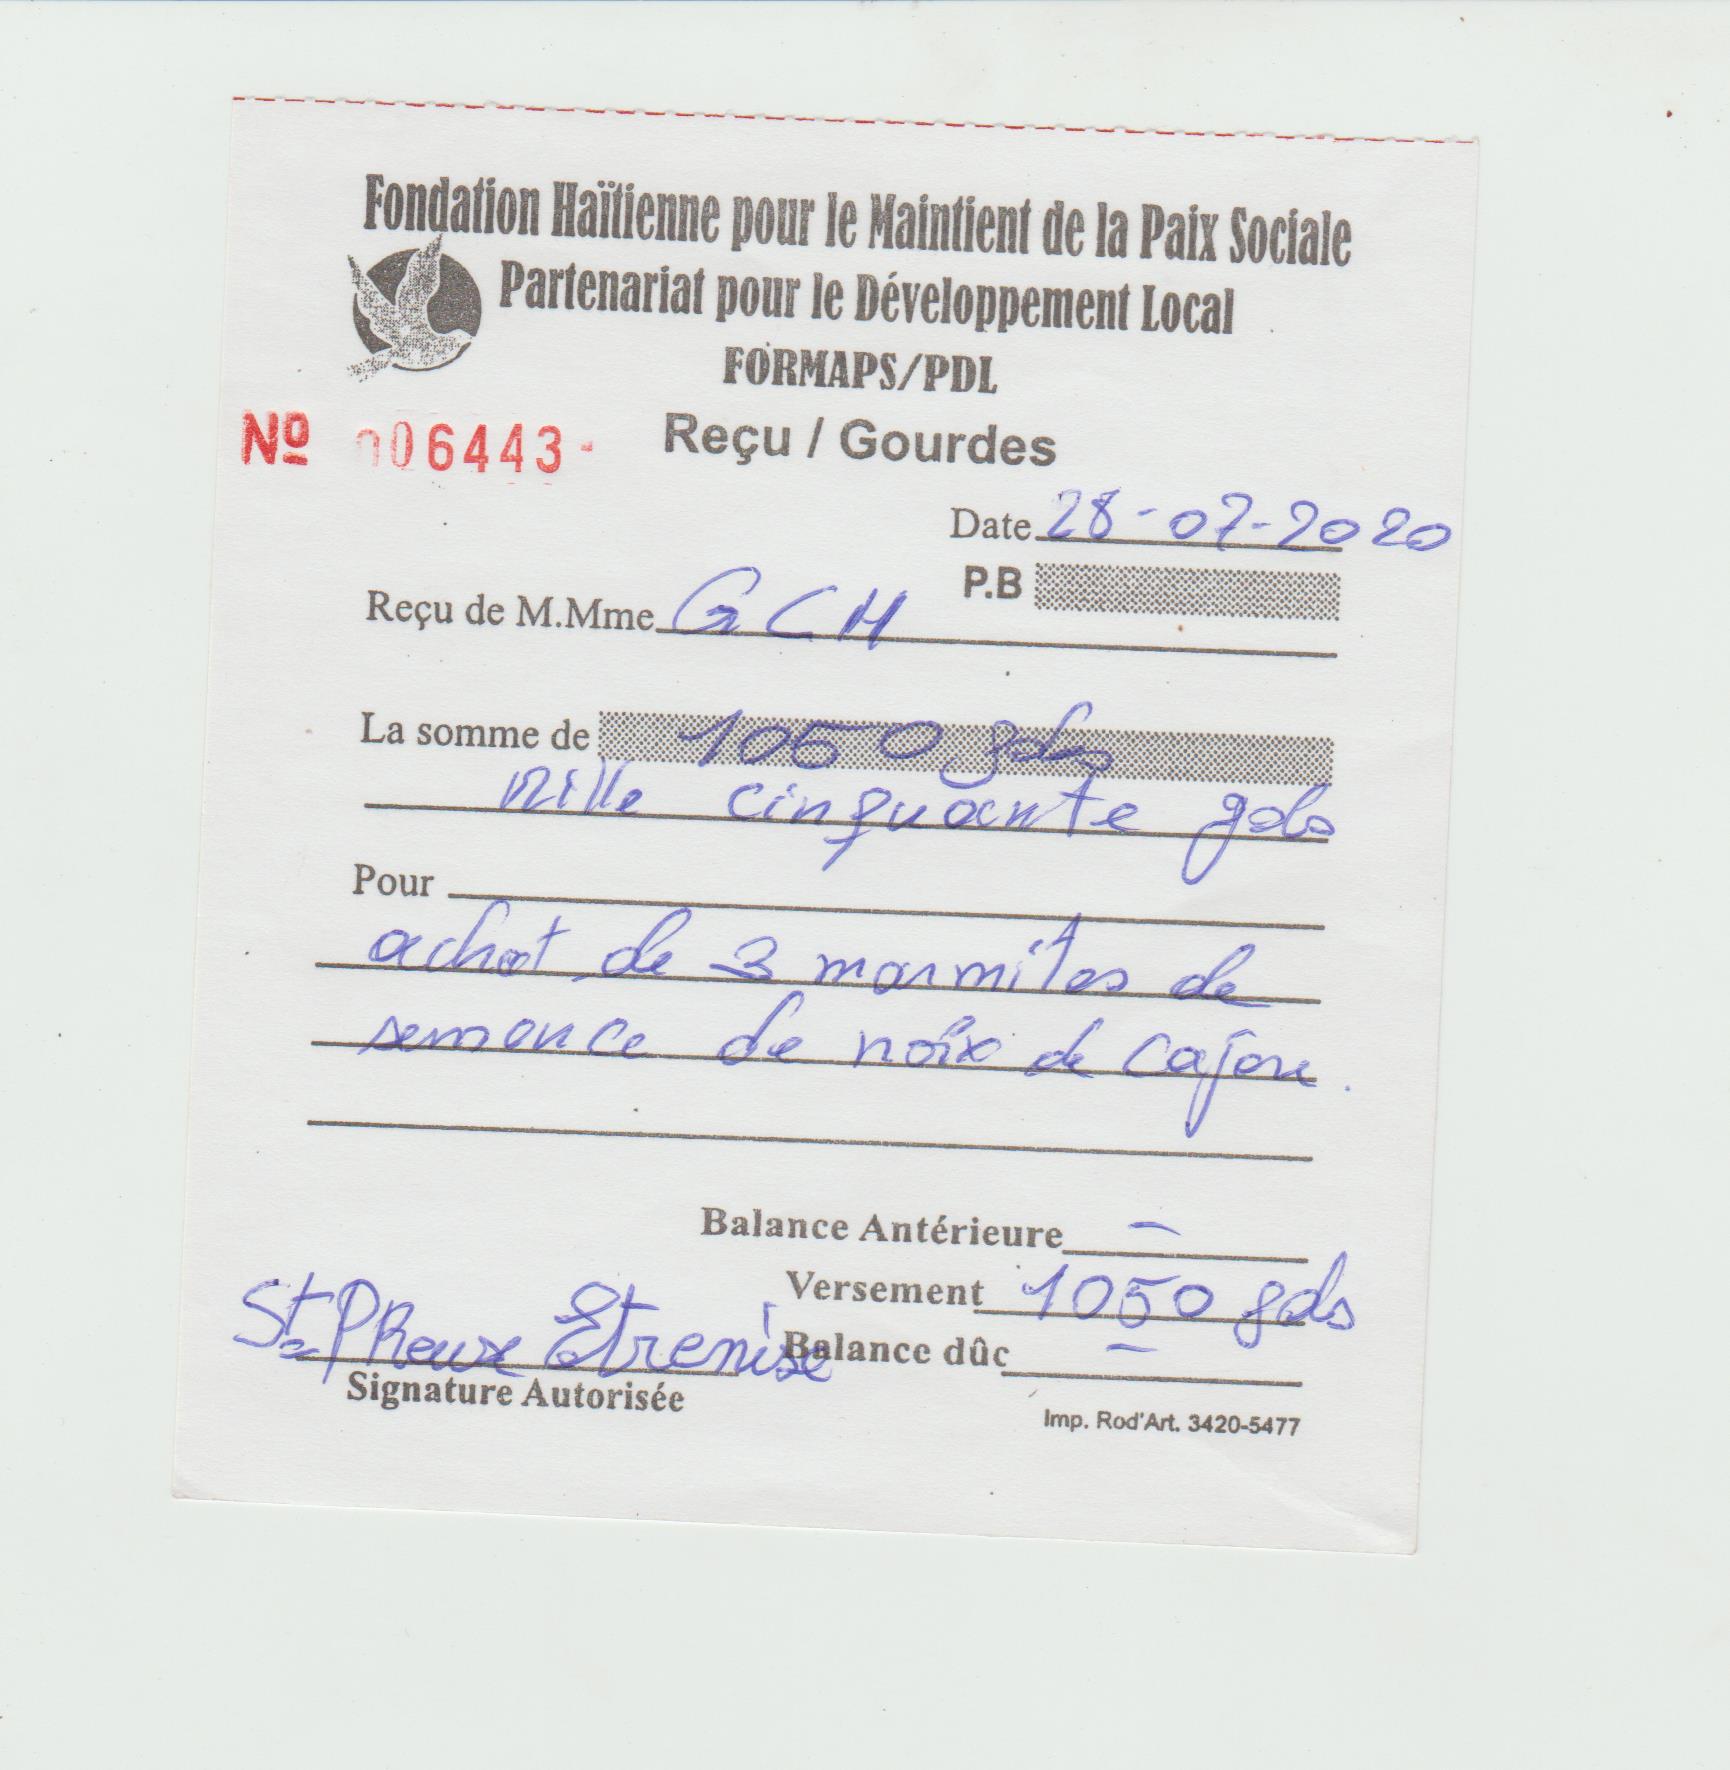 Fondation Haïtienne pour le Maintient de la Paix Sociale
Partenariat pour le Développement Local
FORMAPS/PDL
Nº 006443
Reçu / Gourdes
Date 28-07-2020
P.B
Reçu de M.Mme GCH
La somme de 1050 gdes
Mille cinquante gds
Pour
achat de 3 marmites de
semence de noix de Cajou.
Balance Antérieure —
Versement 1050 gds
Balance dûc —
Ste PReux Etrenise
Signature Autorisée
Imp. Rod'Art. 3420-5477